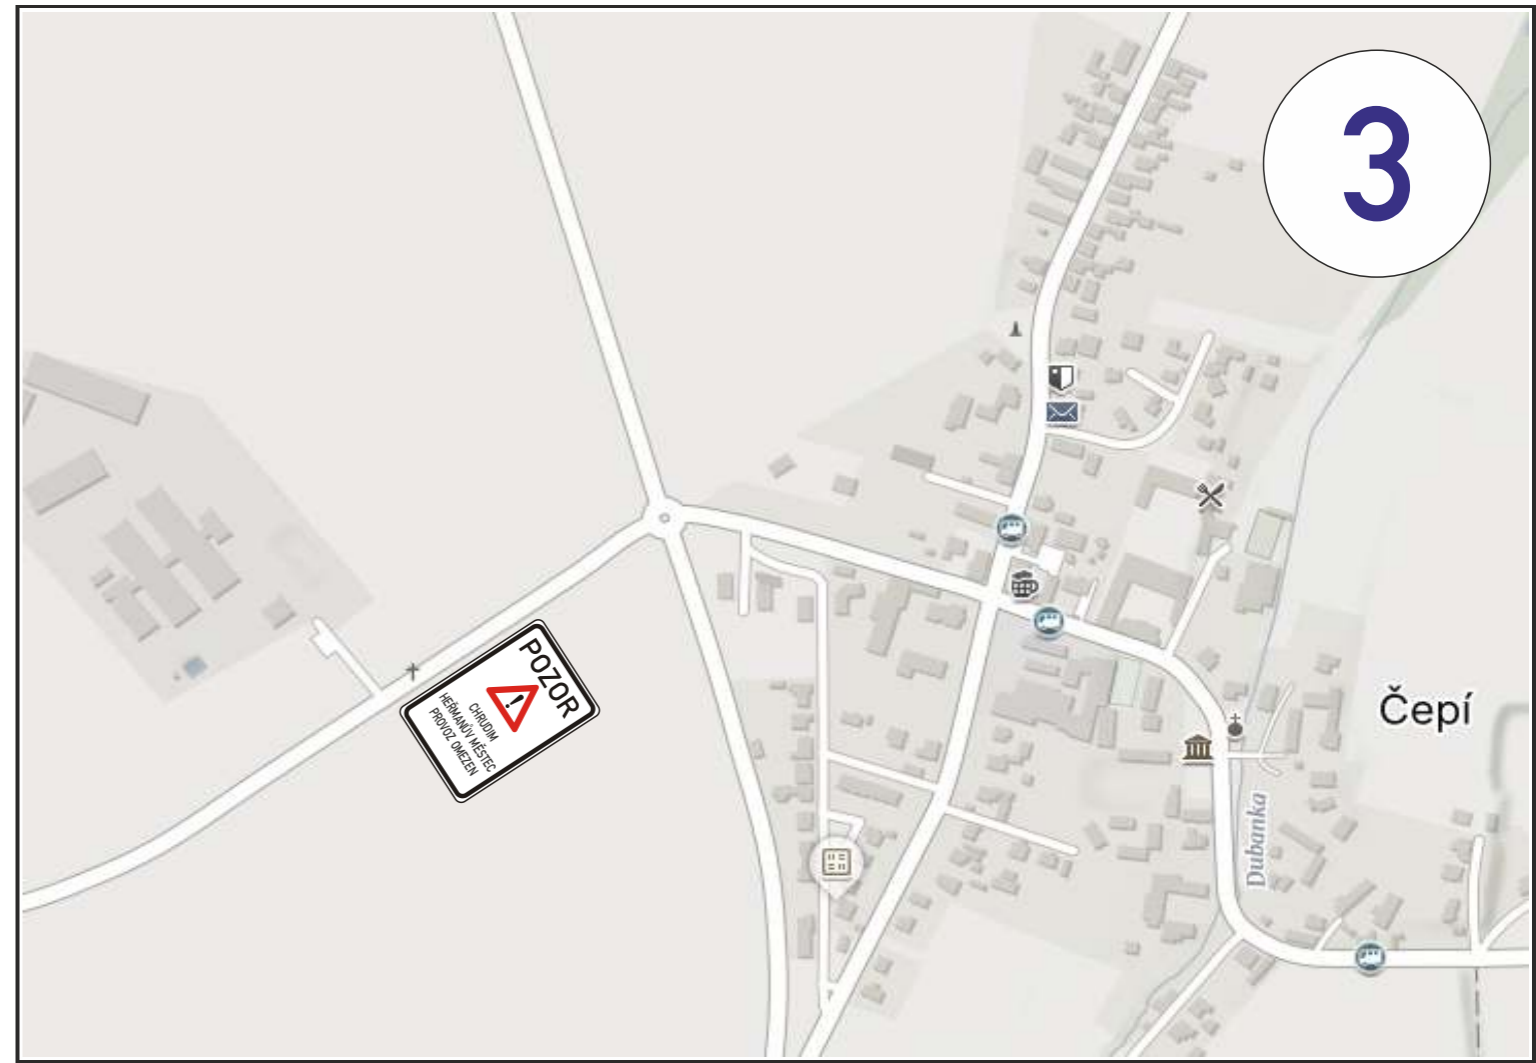 3
POZOR
!
CHRUDIM
HEŘMANŮV MĚSTEC
PROVOZ OMEZEN
Čepí
Dubanka